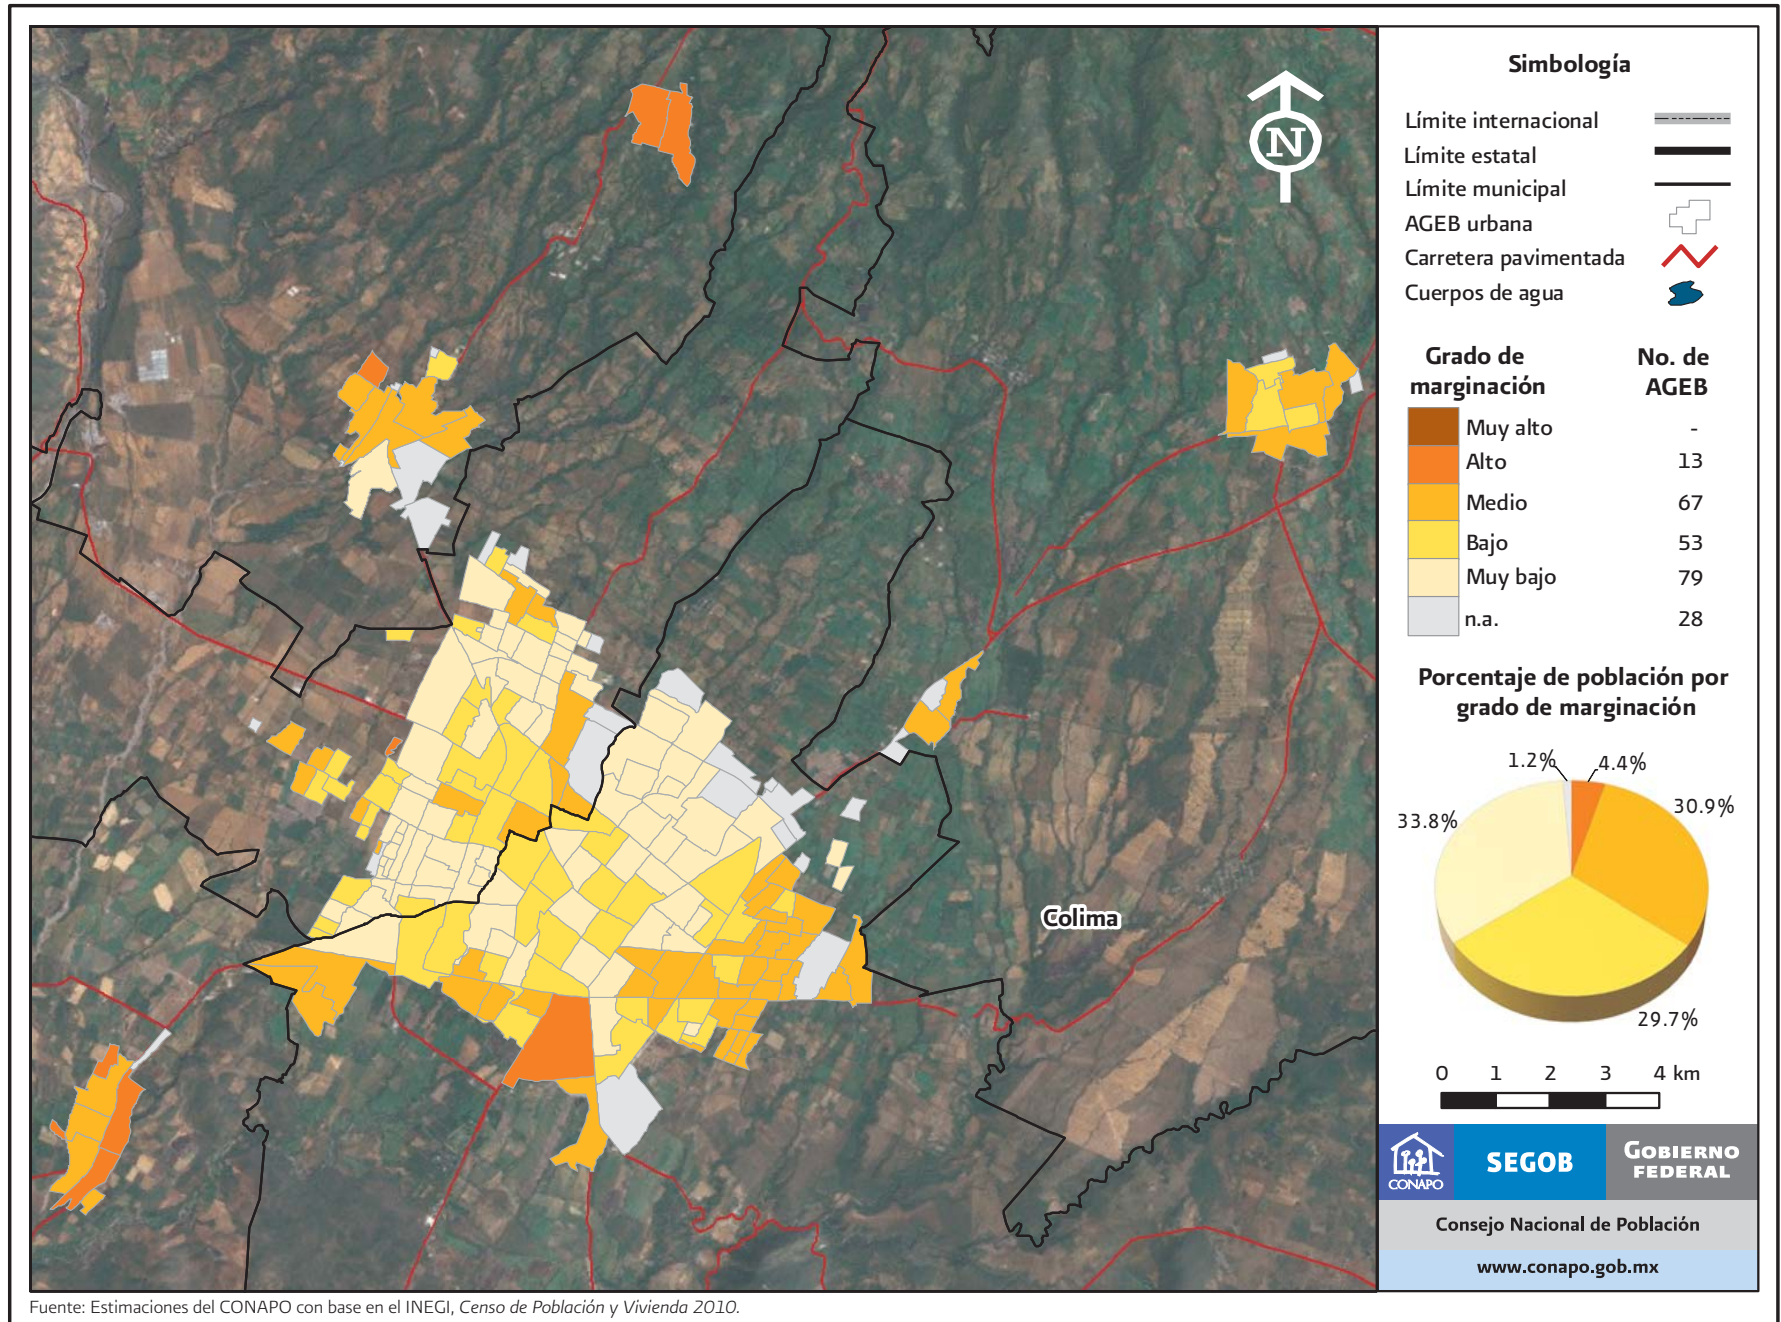 N
Colima
Simbología
Límite internacional
Límite estatal
Límite municipal
AGEB urbana
Carretera pavimentada
Cuerpos de agua
Grado de marginación
No. de AGEB
Muy alto -
Alto 13
Medio 67
Bajo 53
Muy bajo 79
n.a. 28
Porcentaje de población por
grado de marginación
1.2%
4.4%
30.9%
33.8%
29.7%
0 1 2 3 4 km
CONAPO
SEGOB
GOBIERNO
FEDERAL
Consejo Nacional de Población
www.conapo.gob.mx
Fuente: Estimaciones del CONAPO con base en el INEGI, Censo de Población y Vivienda 2010.